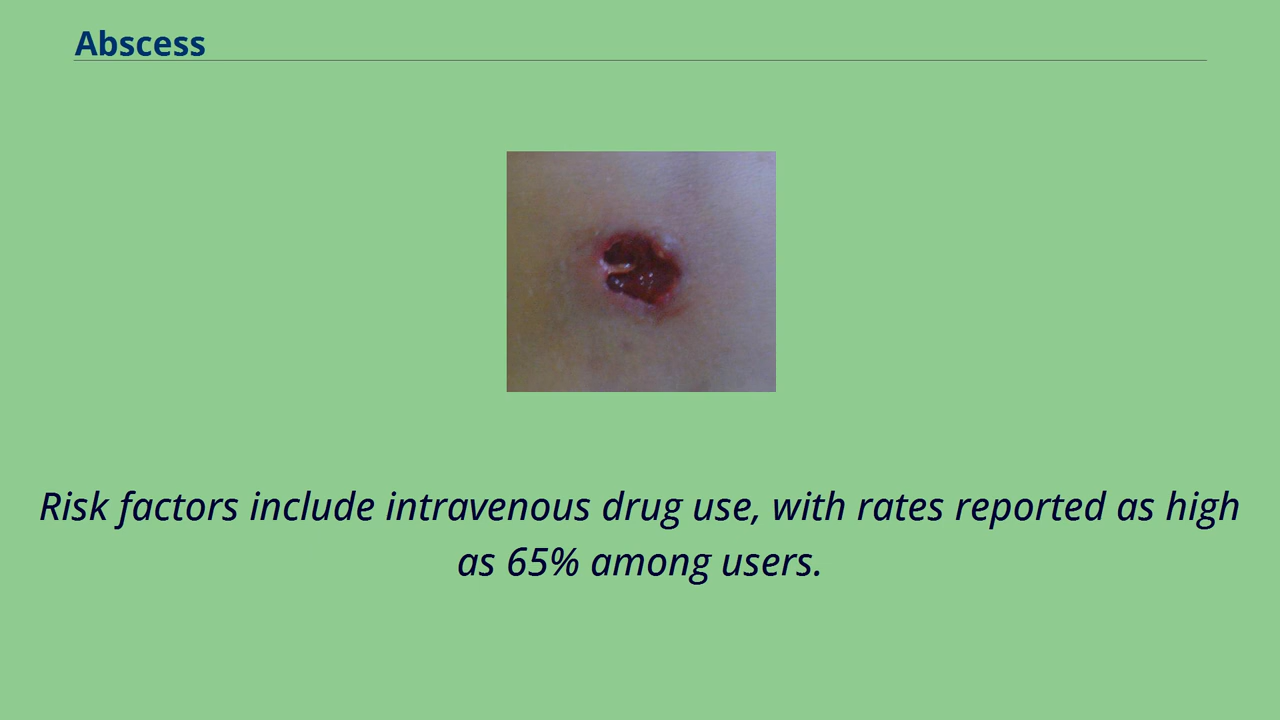 Abscess
Risk factors include intravenous drug use, with rates reported as high
as 65% among users.